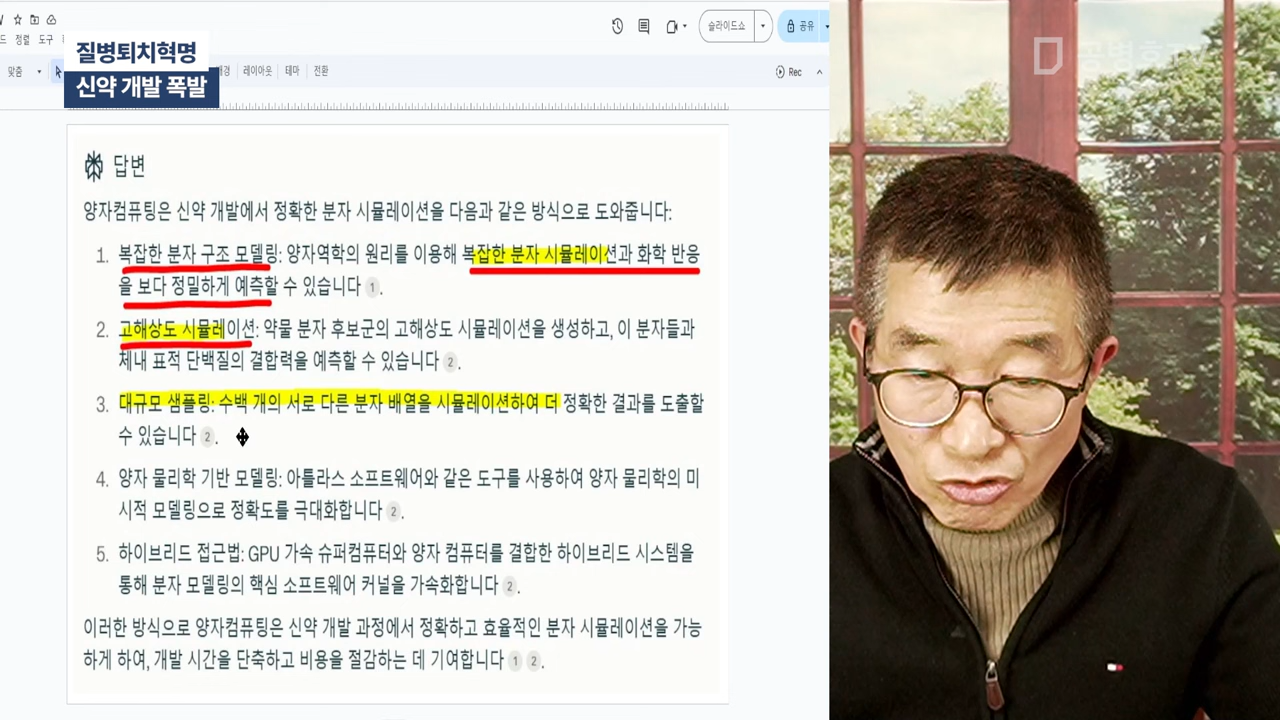 질병퇴치혁명
신약 개발 폭발
정렬 도구
슬라이드쇼
공유
맞춤
레이아웃
테마
전환
Rec
공병호TV
답변
양자컴퓨팅은 신약 개발에서 정확한 분자 시뮬레이션을 다음과 같은 방식으로 도와줍니다:
1. 복잡한 분자 구조 모델링: 양자역학의 원리를 이용해 복잡한 분자 시뮬레이션과 화학 반응
을 보다 정밀하게 예측할 수 있습니다 1.
2. 고해상도 시뮬레이션: 약물 분자 후보군의 고해상도 시뮬레이션을 생성하고, 이 분자들과
체내 표적 단백질의 결합력을 예측할 수 있습니다 2.
3. 대규모 샘플링: 수백 개의 서로 다른 분자 배열을 시뮬레이션하여 더 정확한 결과를 도출할
수 있습니다 2.
4. 양자 물리학 기반 모델링: 아틀라스 소프트웨어와 같은 도구를 사용하여 양자 물리학의 미
시적 모델링으로 정확도를 극대화합니다 2.
5. 하이브리드 접근법: GPU 가속 슈퍼컴퓨터와 양자 컴퓨터를 결합한 하이브리드 시스템을
통해 분자 모델링의 핵심 소프트웨어 커널을 가속화합니다 2.
이러한 방식으로 양자컴퓨팅은 신약 개발 과정에서 정확하고 효율적인 분자 시뮬레이션을 가능
하게 하여, 개발 시간을 단축하고 비용을 절감하는 데 기여합니다 1 2.